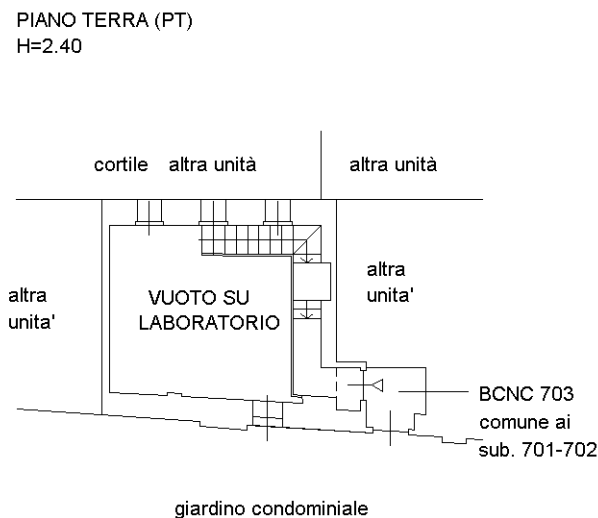 PIANO TERRA (PT)
H=2.40
cortile altra unità
altra unità
altra
unita'
VUOTO SU
LABORATORIO
altra
unita'
BCNC 703
comune ai
sub. 701-702
giardino condominiale